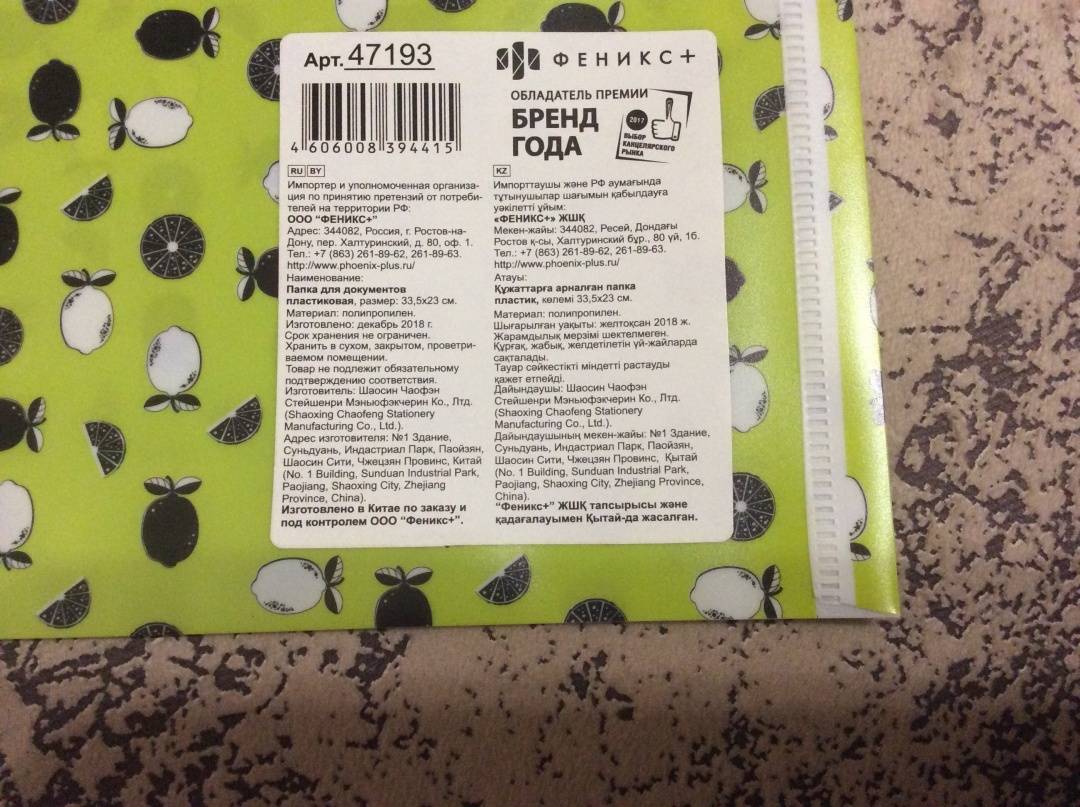 Арт. 47193
4 606008 394415
ФЕНИКС+
ОБЛАДАТЕЛЬ ПРЕМИИ
БРЕНД
ГОДА
2017
ВЫБОР
КАНЦЕЛЯРСКОГО
РЫНКА
RU BY
Импортер и уполномоченная организа-
ция по принятию претензий от потреби-
телей на территории РФ:
ООО "ФЕНИКС+"
Адрес: 344082, Россия, г. Ростов-на-
Дону, пер. Халтуринский, д. 80, оф. 1.
Тел.: +7 (863) 261-89-62, 261-89-63.
http://www.phoenix-plus.ru/
Наименование:
Папка для документов
пластиковая, размер: 33,5х23 см.
Материал: полипропилен.
Изготовлено: декабрь 2018 г.
Срок хранения не ограничен.
Хранить в сухом, закрытом, проветри-
ваемом помещении.
Товар не подлежит обязательному
подтверждению соответствия.
Изготовитель: Шаосин Чаофэн
Стейшенри Мэньюфэкчерин Ко., Лтд.
(Shaoxing Chaofeng Stationery
Manufacturing Co., Ltd.).
Адрес изготовителя: №1 Здание,
Суньдуань, Индастриал Парк, Паойзян,
Шаосин Сити, Чжецзян Провинс, Китай
(No. 1 Building, Sunduan Industrial Park,
Paojiang, Shaoxing City, Zhejiang
Province, China).
Изготовлено в Китае по заказу и
под контролем ООО "Феникс+".
KZ
Импорттаушы және РФ аумағында
тұтынушылар шағымын қабылдауға
уәкілетті ұйым:
«ФЕНИКС+» ЖШҚ
Мекен-жайы: 344082, Ресей, Дондағы
Ростов қ-сы, Халтуринский бұр., 80 үй, 1б.
Тел.: +7 (863) 261-89-62, 261-89-63.
http://www.phoenix-plus.ru/
Атауы:
Құжаттарға арналған папка
пластик, көлемі 33,5х23 см.
Материал: полипропилен.
Шығарылған уақыты: желтоқсан 2018 ж.
Жарамдылық мерзімі шектелмеген.
Құрғақ, жабық, желдетілетін үй-жайларда
сақталады.
Тауар сәйкестікті міндетті растауды
қажет етпейді.
Дайындаушы: Шаосин Чаофэн
Стейшенри Мэньюфэкчерин Ко., Лтд.
(Shaoxing Chaofeng Stationery
Manufacturing Co., Ltd.).
Дайындаушының мекен-жайы: №1 Здание,
Суньдуань, Индастриал Парк, Паойзян,
Шаосин Сити, Чжецзян Провинс, Қытай
(No. 1 Building, Sunduan Industrial Park,
Paojiang, Shaoxing City, Zhejiang Province,
China).
"Феникс+" ЖШҚ тапсырысы және
қадағалауымен Қытай-да жасалған.